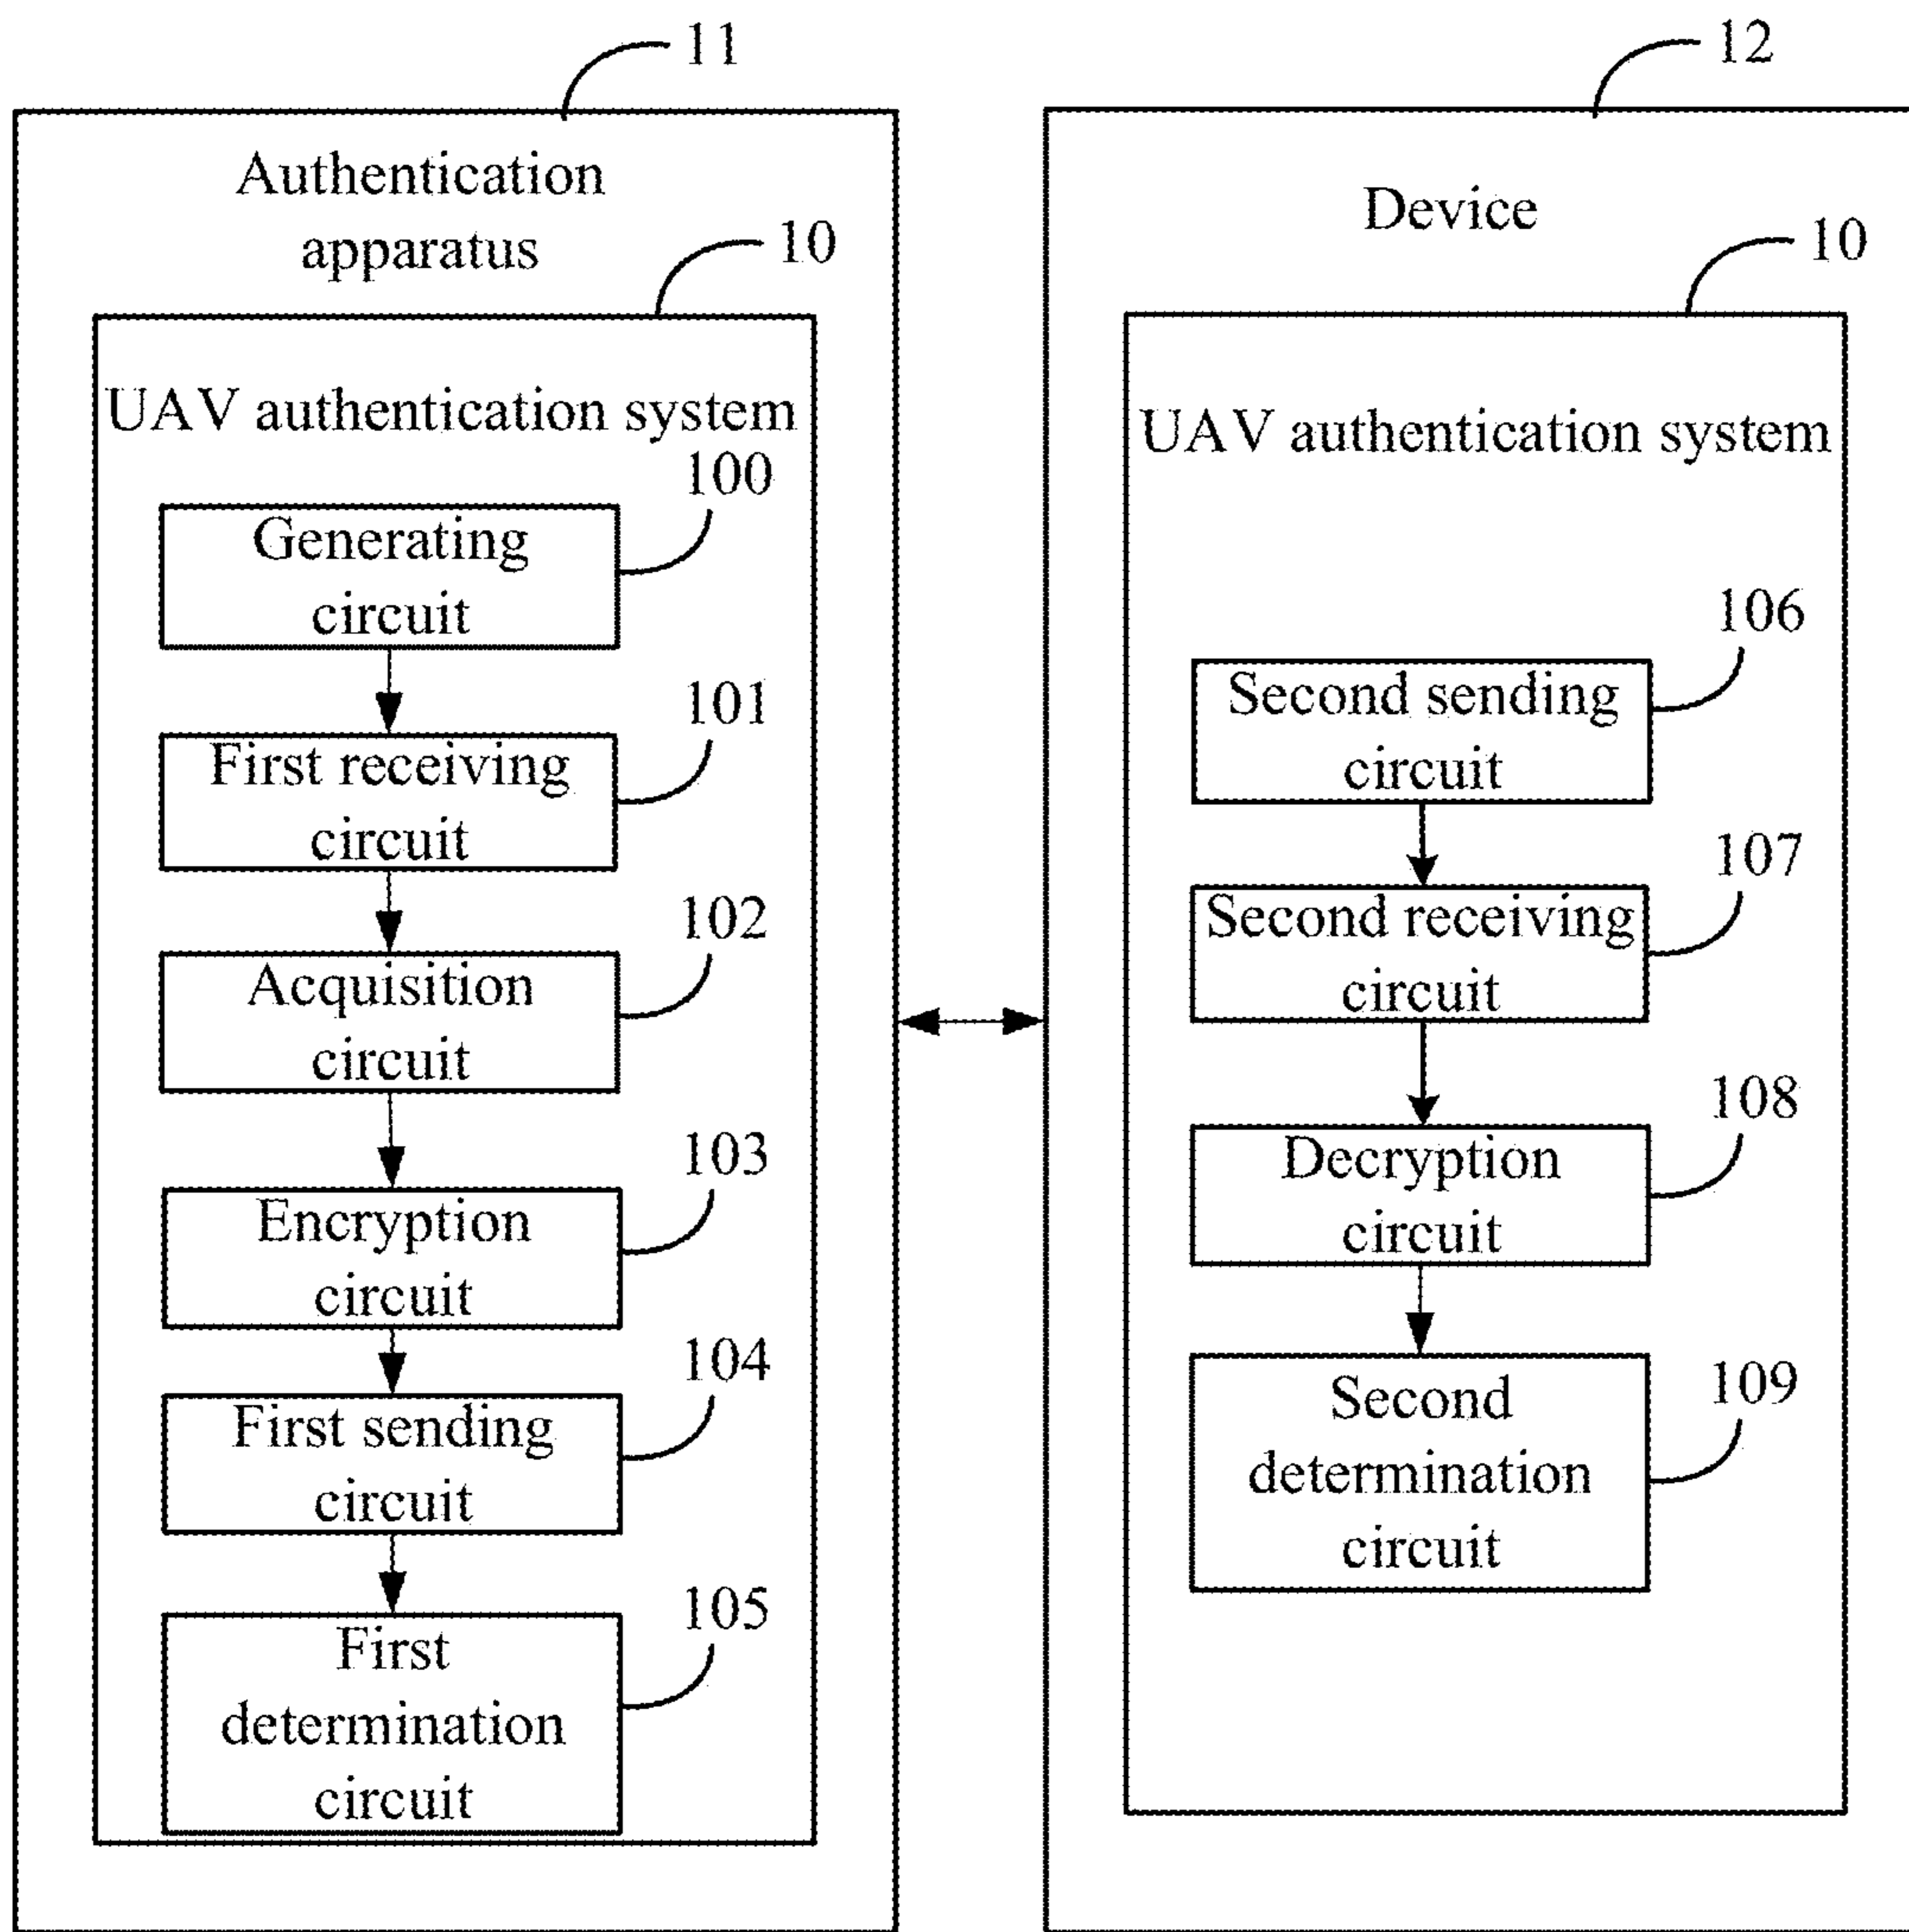 11
Authentication
apparatus
10
UAV authentication system
100
Generating
circuit
101
First receiving
circuit
102
Acquisition
circuit
103
Encryption
circuit
104
First sending
circuit
105
First
determination
circuit
12
Device
10
UAV authentication system
106
Second sending
circuit
107
Second receiving
circuit
108
Decryption
circuit
109
Second
determination
circuit